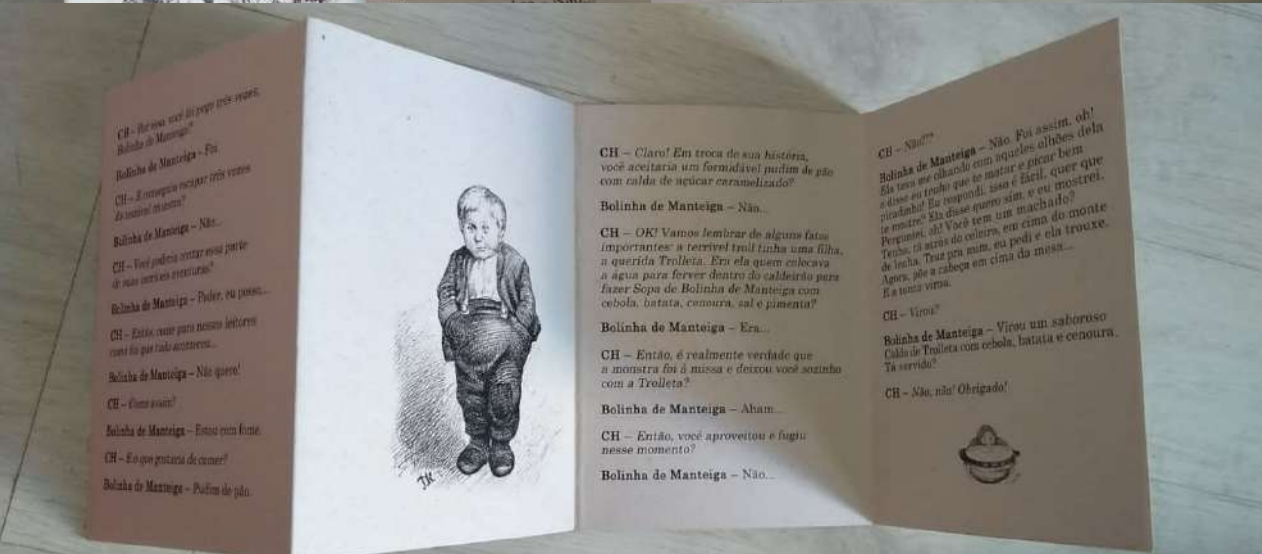 CH – Por isso, você foi pego três vezes,
Bolinha de Manteiga?
Bolinha de Manteiga – Foi.
CH – E conseguiu escapar três vezes
da terrível monstra?
Bolinha de Manteiga – Não...
CH – Você poderia contar essa parte
de suas incríveis aventuras?
Bolinha de Manteiga – Poder, eu posso...
CH – Então, conte para nossos leitores
como foi que tudo aconteceu...
Bolinha de Manteiga – Não quero!
CH – Como assim?
Bolinha de Manteiga – Estou com fome.
CH – E o que gostaria de comer?
Bolinha de Manteiga – Pudim de pão.
TK
CH – Claro! Em troca de sua história,
você aceitaria um formidável pudim de pão
com calda de açúcar caramelizado?
Bolinha de Manteiga – Não...
CH – OK! Vamos lembrar de alguns fatos
importantes: a terrível troll tinha uma filha,
a querida Trolleta. Era ela quem colocava
a água para ferver dentro do caldeirão para
fazer Sopa de Bolinha de Manteiga com
cebola, batata, cenoura, sal e pimenta?
Bolinha de Manteiga – Era...
CH – Então, é realmente verdade que
a monstra foi à missa e deixou você sozinho
com a Trolleta?
Bolinha de Manteiga – Aham...
CH – Então, você aproveitou e fugiu
nesse momento?
Bolinha de Manteiga – Não...
CH – Não???
Bolinha de Manteiga – Não. Foi assim, oh!
Ela tava me olhando com aqueles olhões dela
e disse eu tenho que te matar e picar bem
picadinho! Eu respondi, isso é fácil, quer que
te mostre? Ela disse quero sim, e eu mostrei.
Perguntei, oh! Você tem um machado?
Tenho, tá atrás do celeiro, em cima do monte
de lenha. Traz pra mim, eu pedi e ela trouxe.
Agora, põe a cabeça em cima da mesa...
E a tonta virou.
CH – Virou?
Bolinha de Manteiga – Virou um saboroso
Caldo de Trolleta com cebola, batata e cenoura.
Tá servido?
CH – Não, não! Obrigado!